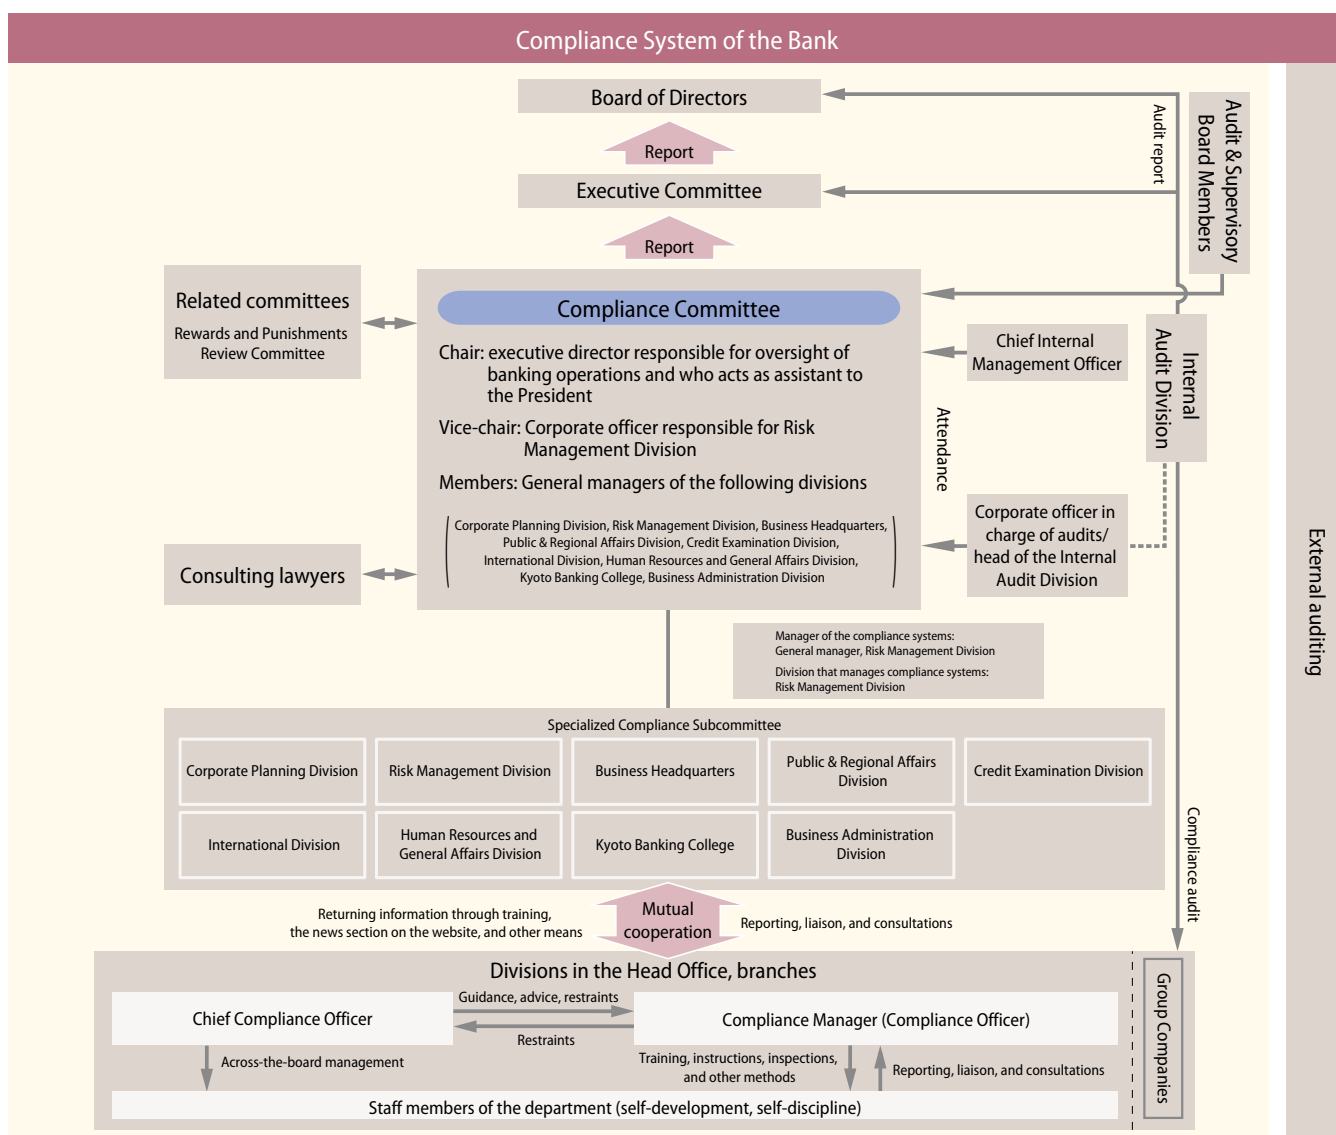 Compliance System of the Bank
Board of Directors
Report
Executive Committee
Report
Audit report
Audit & Supervisory
Board Members
Related committees
Rewards and Punishments
Review Committee
Compliance Committee
Chair: executive director responsible for oversight of
banking operations and who acts as assistant to
the President
Vice-chair: Corporate officer responsible for Risk
Management Division
Members: General managers of the following divisions
Corporate Planning Division, Risk Management Division, Business Headquarters,
Public & Regional Affairs Division, Credit Examination Division,
International Division, Human Resources and General Affairs Division,
Kyoto Banking College, Business Administration Division
Chief Internal
Management Officer
Internal
Audit Division
Attendance
Corporate officer in
charge of audits/
head of the Internal
Audit Division
Consulting lawyers
External auditing
Manager of the compliance systems:
General manager, Risk Management Division
Division that manages compliance systems:
Risk Management Division
Specialized Compliance Subcommittee
Corporate Planning Division
Risk Management Division
Business Headquarters
Public & Regional Affairs
Division
Credit Examination Division
International Division
Human Resources and
General Affairs Division
Kyoto Banking College
Business Administration
Division
Compliance audit
Returning information through training,
the news section on the website, and other means
Mutual
cooperation
Reporting, liaison, and consultations
Divisions in the Head Office, branches
Chief Compliance Officer
Guidance, advice, restraints
Restraints
Compliance Manager (Compliance Officer)
Across-the-board management
Training, instructions, inspections,
and other methods
Reporting, liaison, and consultations
Staff members of the department (self-development, self-discipline)
Group Companies